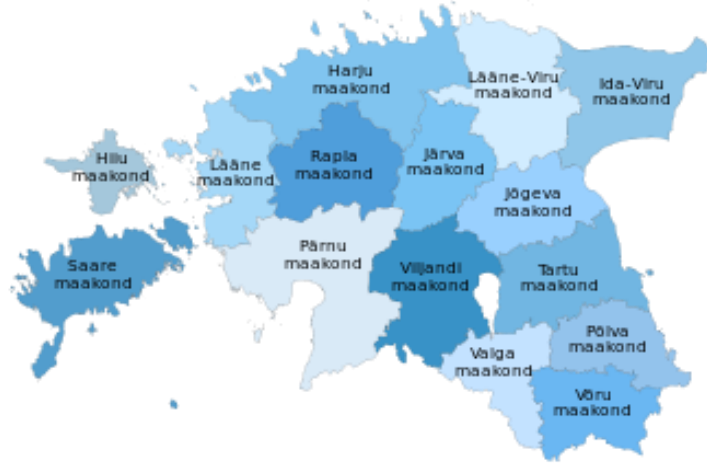 Harju
maakond
Lääne-Viru
maakond
Ida-Viru
maakond
Hiiu
maakond
Lääne
maakond
Rapla
maakond
Järva
maakond
Jõgeva
maakond
Saare
maakond
Pärnu
maakond
Viljandi
maakond
Tartu
maakond
Põlva
maakond
Valga
maakond
Võru
maakond